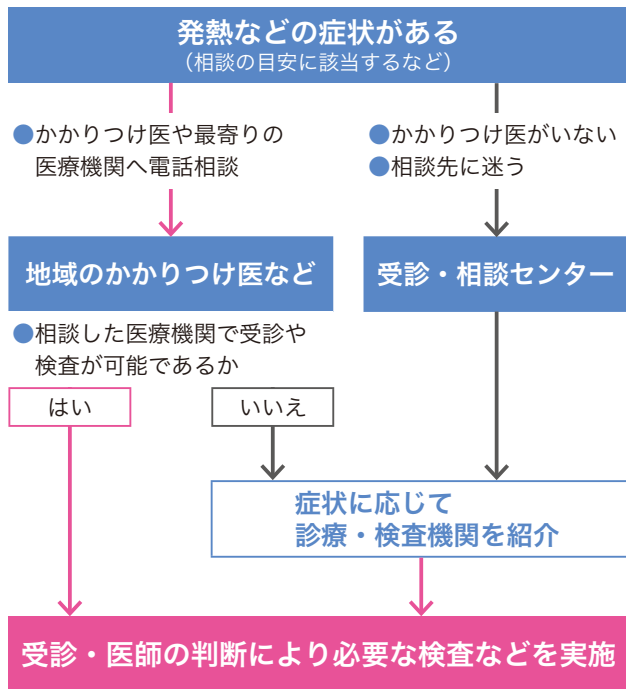 発熱などの症状がある
（相談の目安に該当するなど）
●かかりつけ医や最寄りの
医療機関へ電話相談
●かかりつけ医がいない
●相談先に迷う
地域のかかりつけ医など
受診・相談センター
●相談した医療機関で受診や
検査が可能であるか
はい
いいえ
症状に応じて
診療・検査機関を紹介
受診・医師の判断により必要な検査などを実施